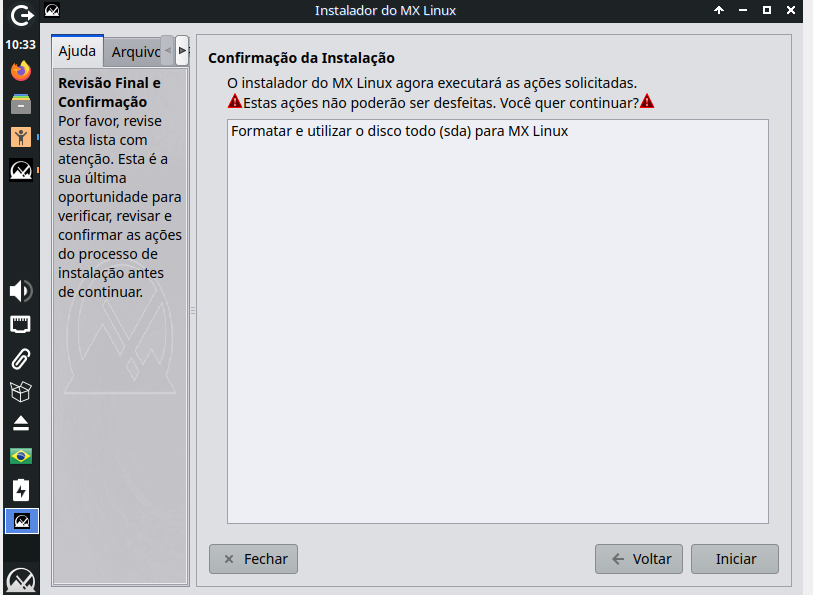 Instalador do MX Linux
10:33
Ajuda
Arquivo
Revisão Final e
Confirmação
Por favor, revise
esta lista com
atenção. Esta é a
sua última
oportunidade para
verificar, revisar e
confirmar as ações
do processo de
instalação antes
de continuar.
Confirmação da Instalação
O instalador do MX Linux agora executará as ações solicitadas.
Estas ações não poderão ser desfeitas. Você quer continuar?
Formatar e utilizar o disco todo (sda) para MX Linux
Fechar
Voltar
Iniciar